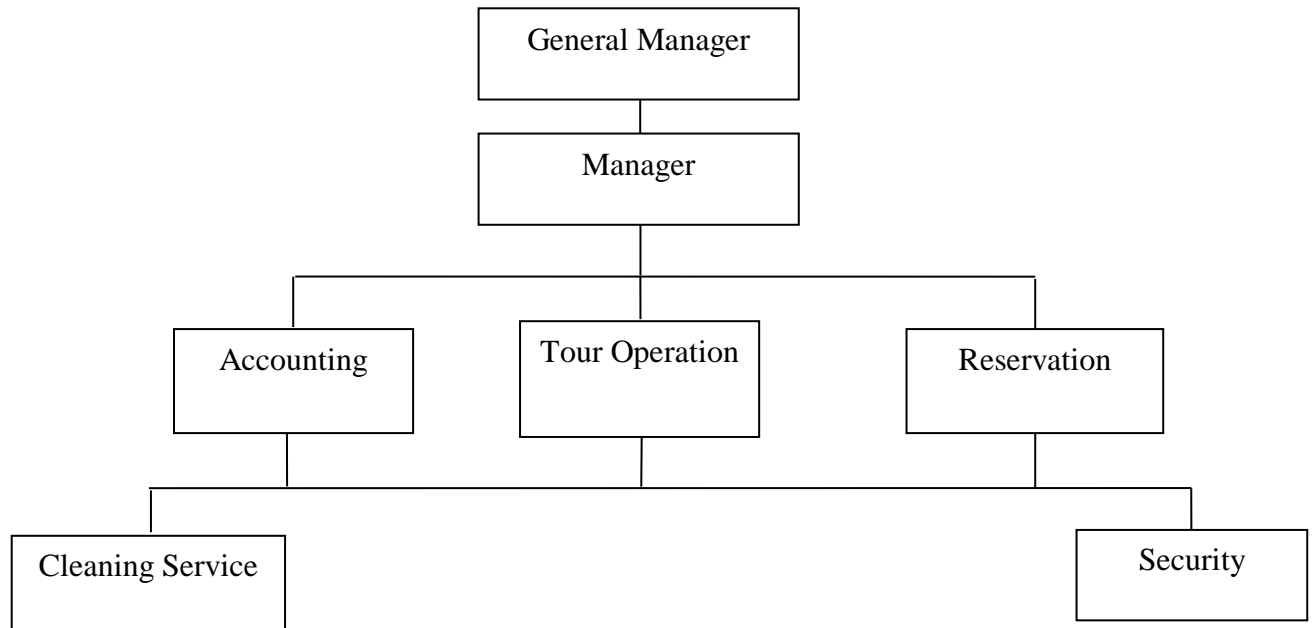 General Manager
Manager
Accounting
Tour Operation
Reservation
Cleaning Service
Security